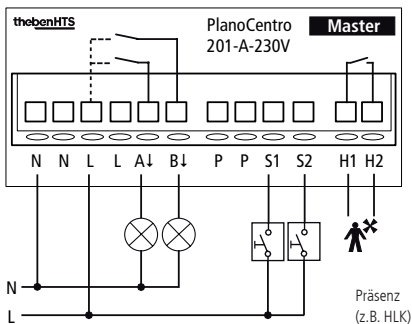 thebenHTS
PlanoCentro
201-A-230V
Master
N N L L A↓ B↓ P P S1 S2 H1 H2
N
L
Präsenz
(z.B. HLK)